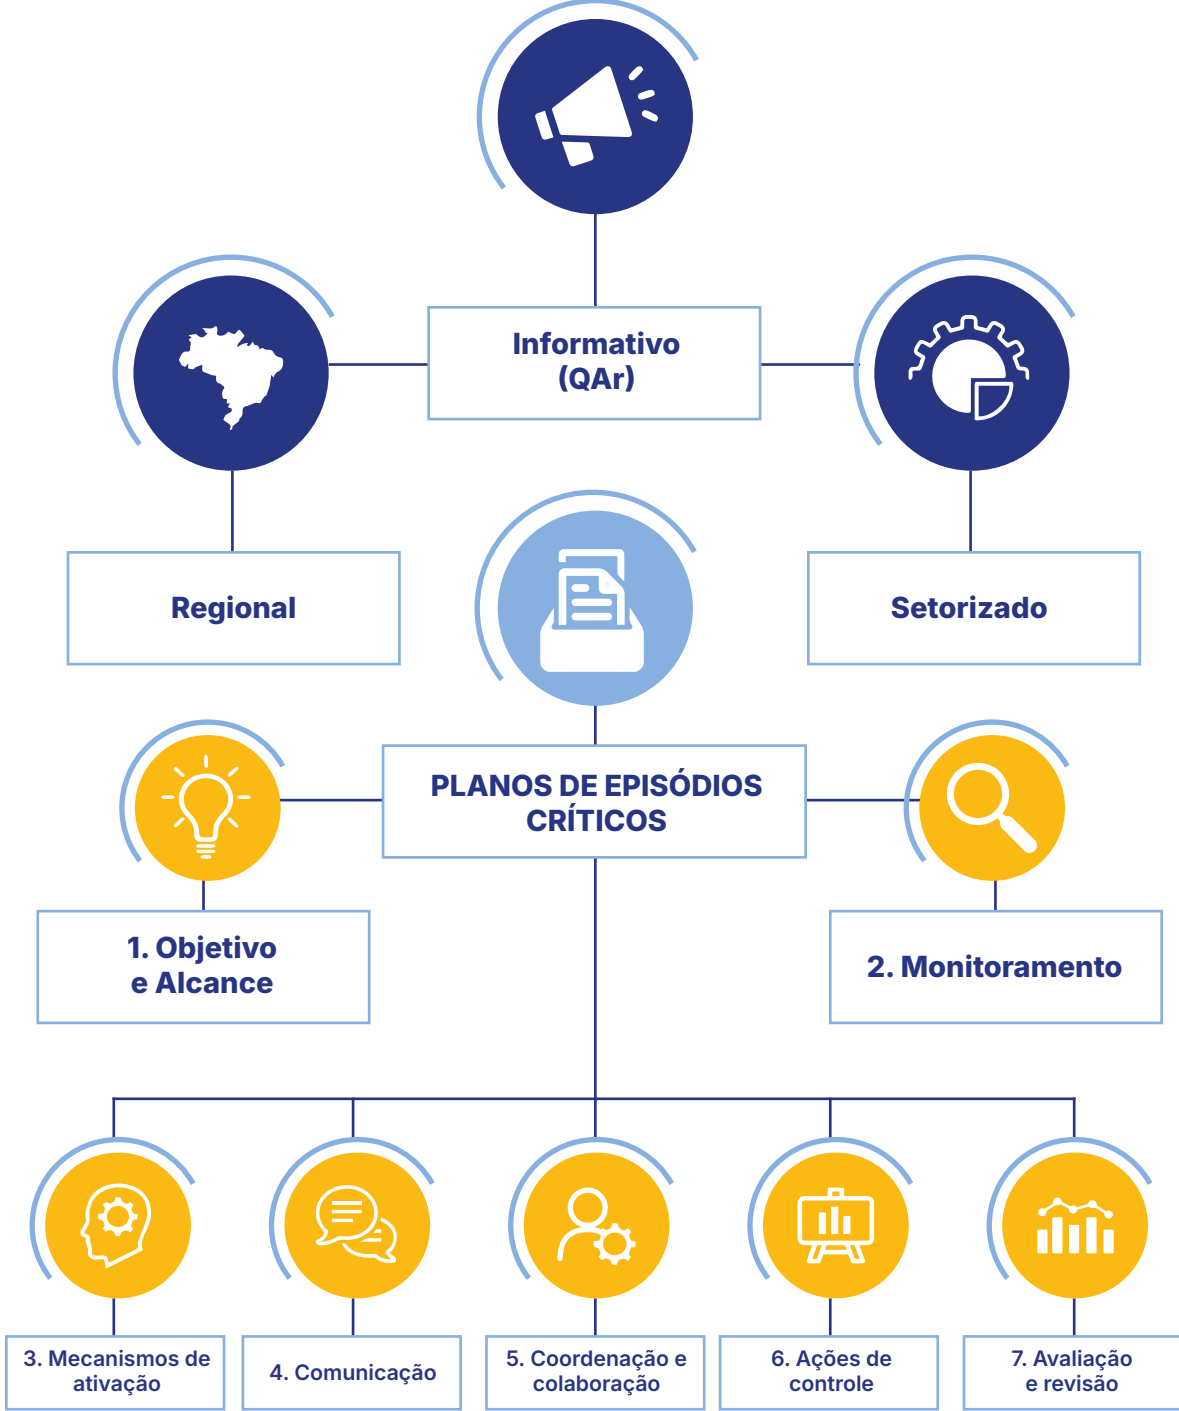 Informativo
(QAr)
Regional
Setorizado
PLANOS DE EPISÓDIOS
CRÍTICOS
1. Objetivo
e Alcance
2. Monitoramento
3. Mecanismos de
ativação
4. Comunicação
5. Coordenação e
colaboração
6. Ações de
controle
7. Avaliação
e revisão